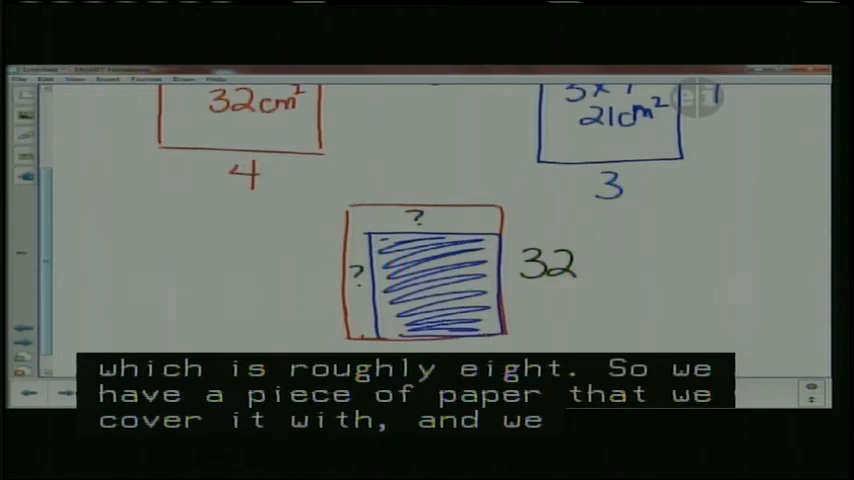 32cm²
21cm²
4
3
?
?
32
which is roughly eight. So we
have a piece of paper that we
cover it with, and we